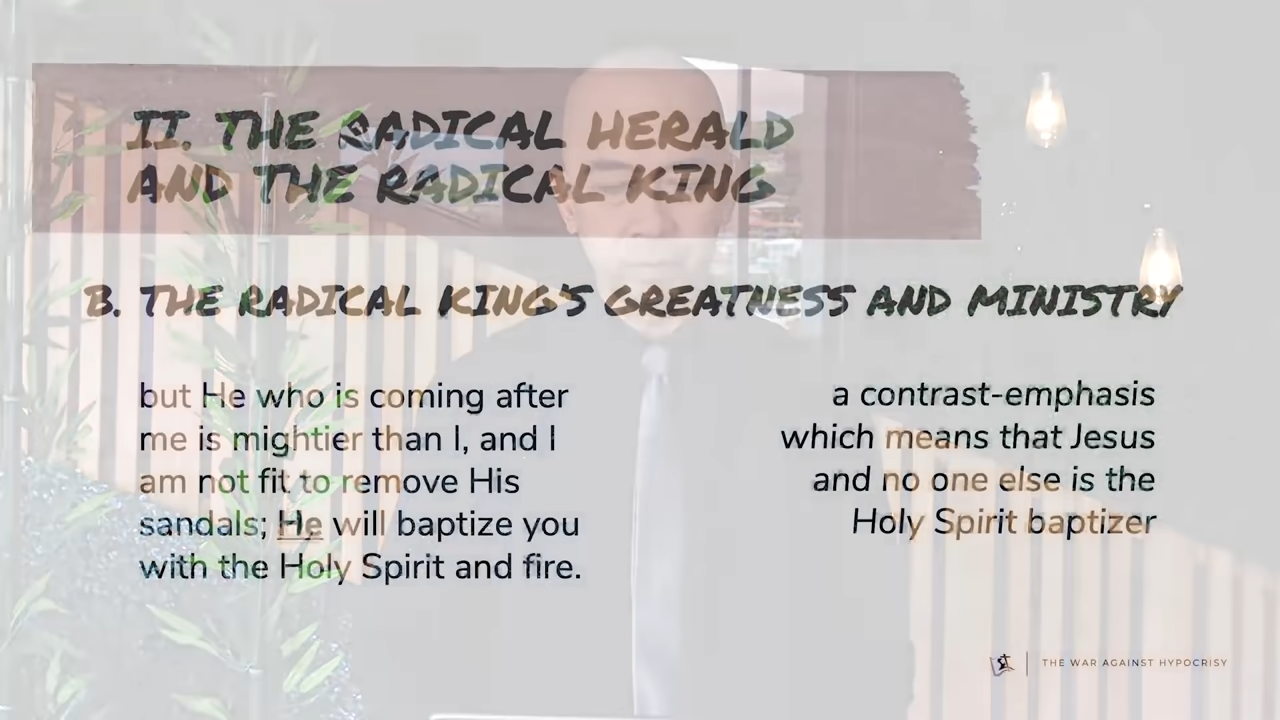 II. THE RADICAL HERALD
AND THE RADICAL KING
B. THE RADICAL KING'S GREATNESS AND MINISTRY
but He who is coming after
me is mightier than I, and I
am not fit to remove His
sandals; He will baptize you
with the Holy Spirit and fire.
a contrast-emphasis
which means that Jesus
and no one else is the
Holy Spirit baptizer
THE WAR AGAINST HYPOCRISY